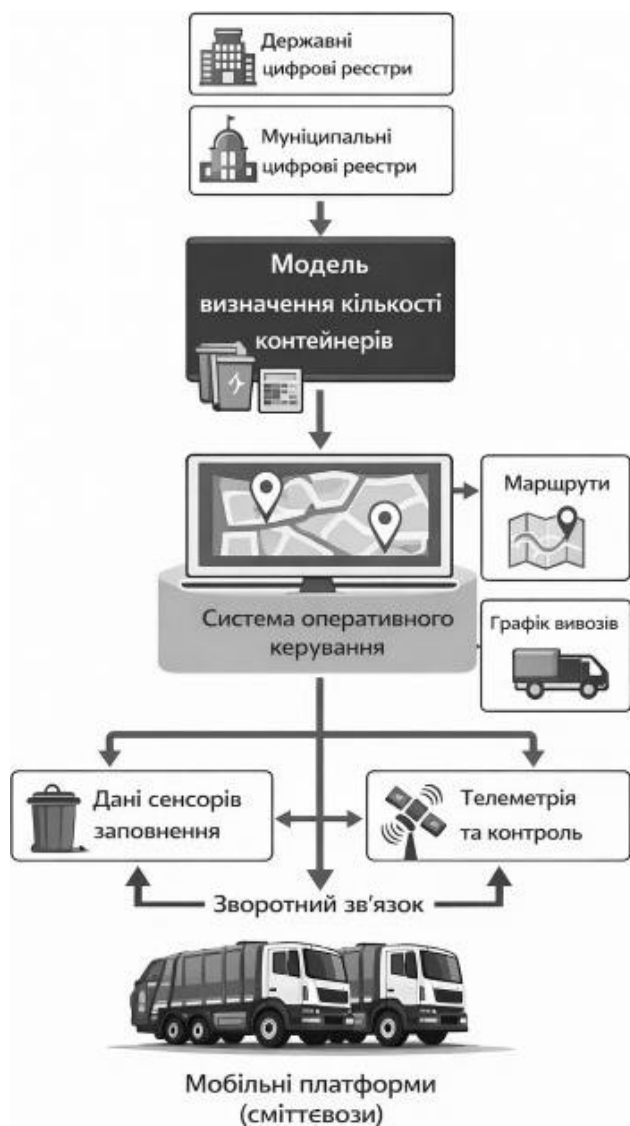 Державні
цифрові реєстри
Муніципальні
цифрові реестри
Модель
визначення кількості
контейнерів
Маршрути
Система оперативного
керування
Графік вивозів
Дані сенсорів
заповнення
Телеметрія
та контроль
Зворотний зв'язок
Мобільні платформи
(сміттєвози)